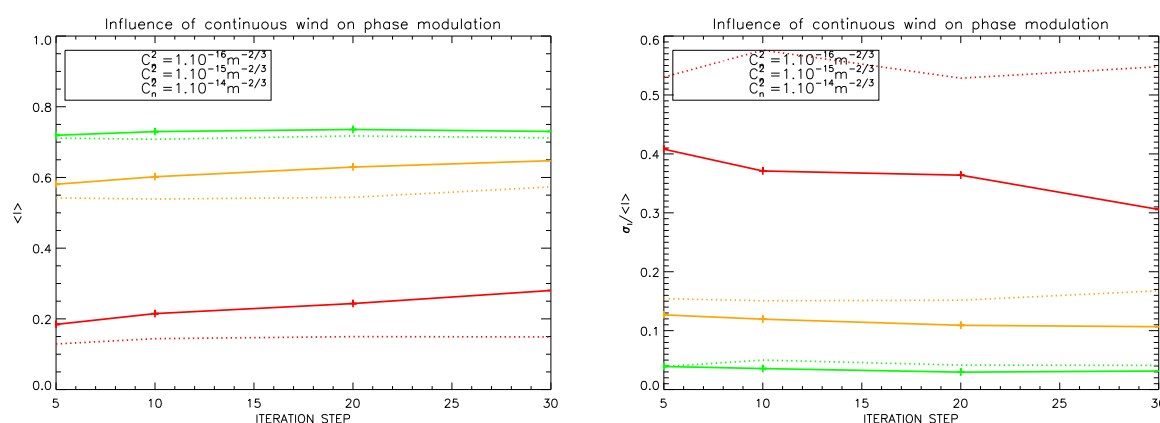 Influence of continuous wind on phase modulation
1.0
0.8
0.6
0.4
0.2
0.0
<I>
C²ₙ = 1.10⁻¹⁶m⁻²/³
C²ₙ = 1.10⁻¹⁵m⁻²/³
C²ₙ = 1.10⁻¹⁴m⁻²/³
5 10 15 20 25 30
ITERATION STEP
Influence of continuous wind on phase modulation
0.6
0.5
0.4
0.3
0.2
0.1
0.0
σI/<I>
C²ₙ = 1.10⁻¹⁶m⁻²/³
C²ₙ = 1.10⁻¹⁵m⁻²/³
C²ₙ = 1.10⁻¹⁴m⁻²/³
5 10 15 20 25 30
ITERATION STEP